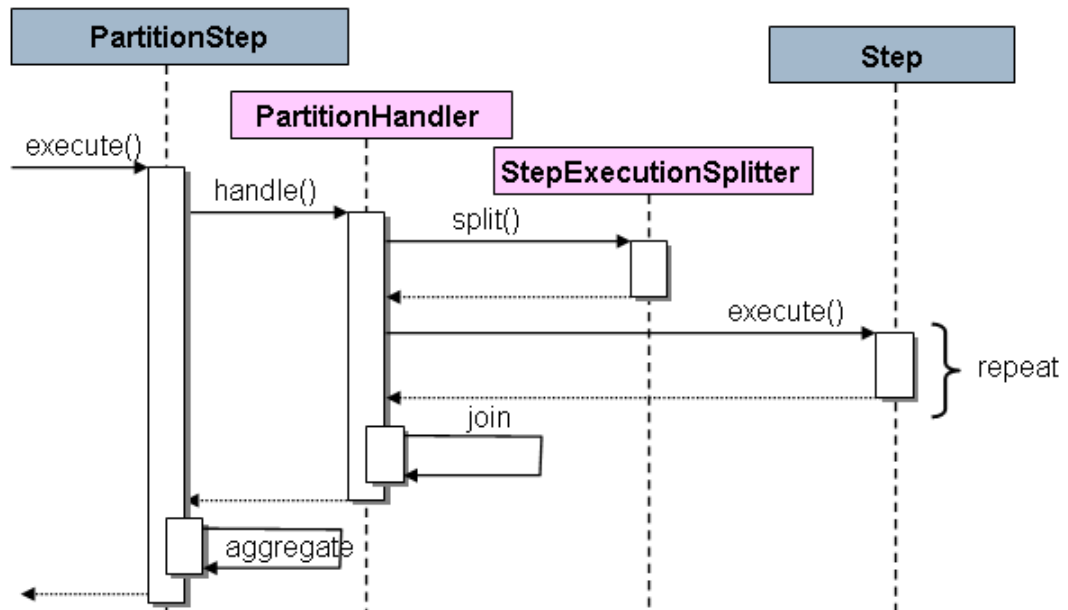 PartitionStep
Step
PartitionHandler
execute()
StepExecutionSplitter
handle()
split()
execute()
repeat
join
aggregate